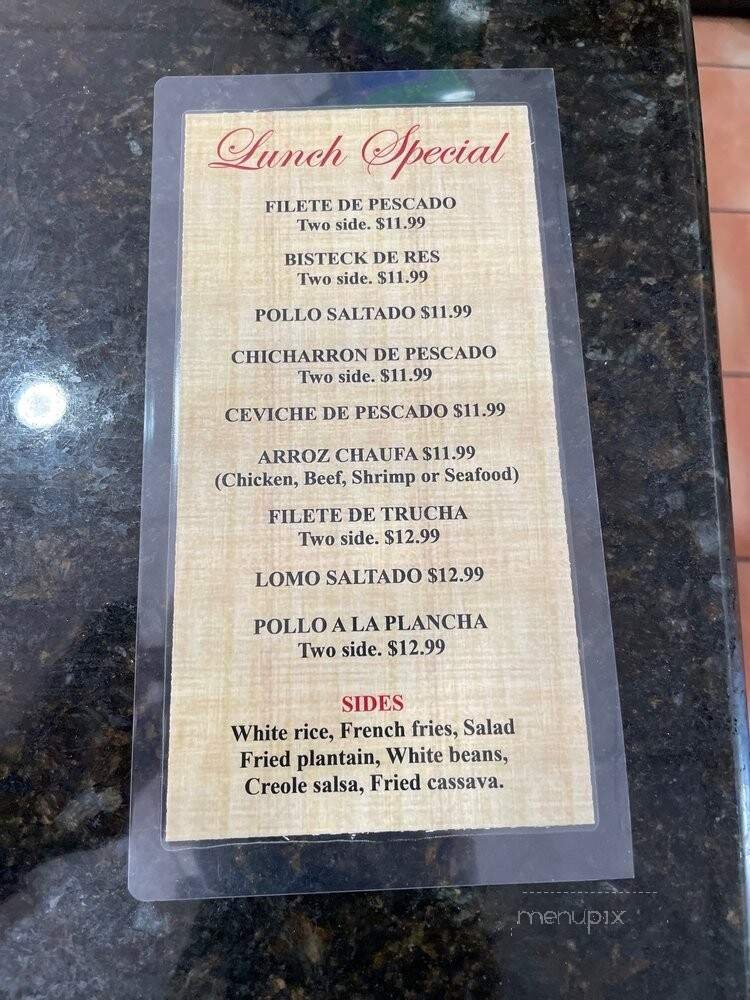 Lunch Special
FILETE DE PESCADO
Two side. $11.99
BISTECK DE RES
Two side. $11.99
POLLO SALTADO $11.99
CHICHARRON DE PESCADO
Two side. $11.99
CEVICHE DE PESCADO $11.99
ARROZ CHAUFA $11.99
(Chicken, Beef, Shrimp or Seafood)
FILETE DE TRUCHA
Two side. $12.99
LOMO SALTADO $12.99
POLLO A LA PLANCHA
Two side. $12.99
SIDES
White rice, French fries, Salad
Fried plantain, White beans,
Creole salsa, Fried cassava.
menupix